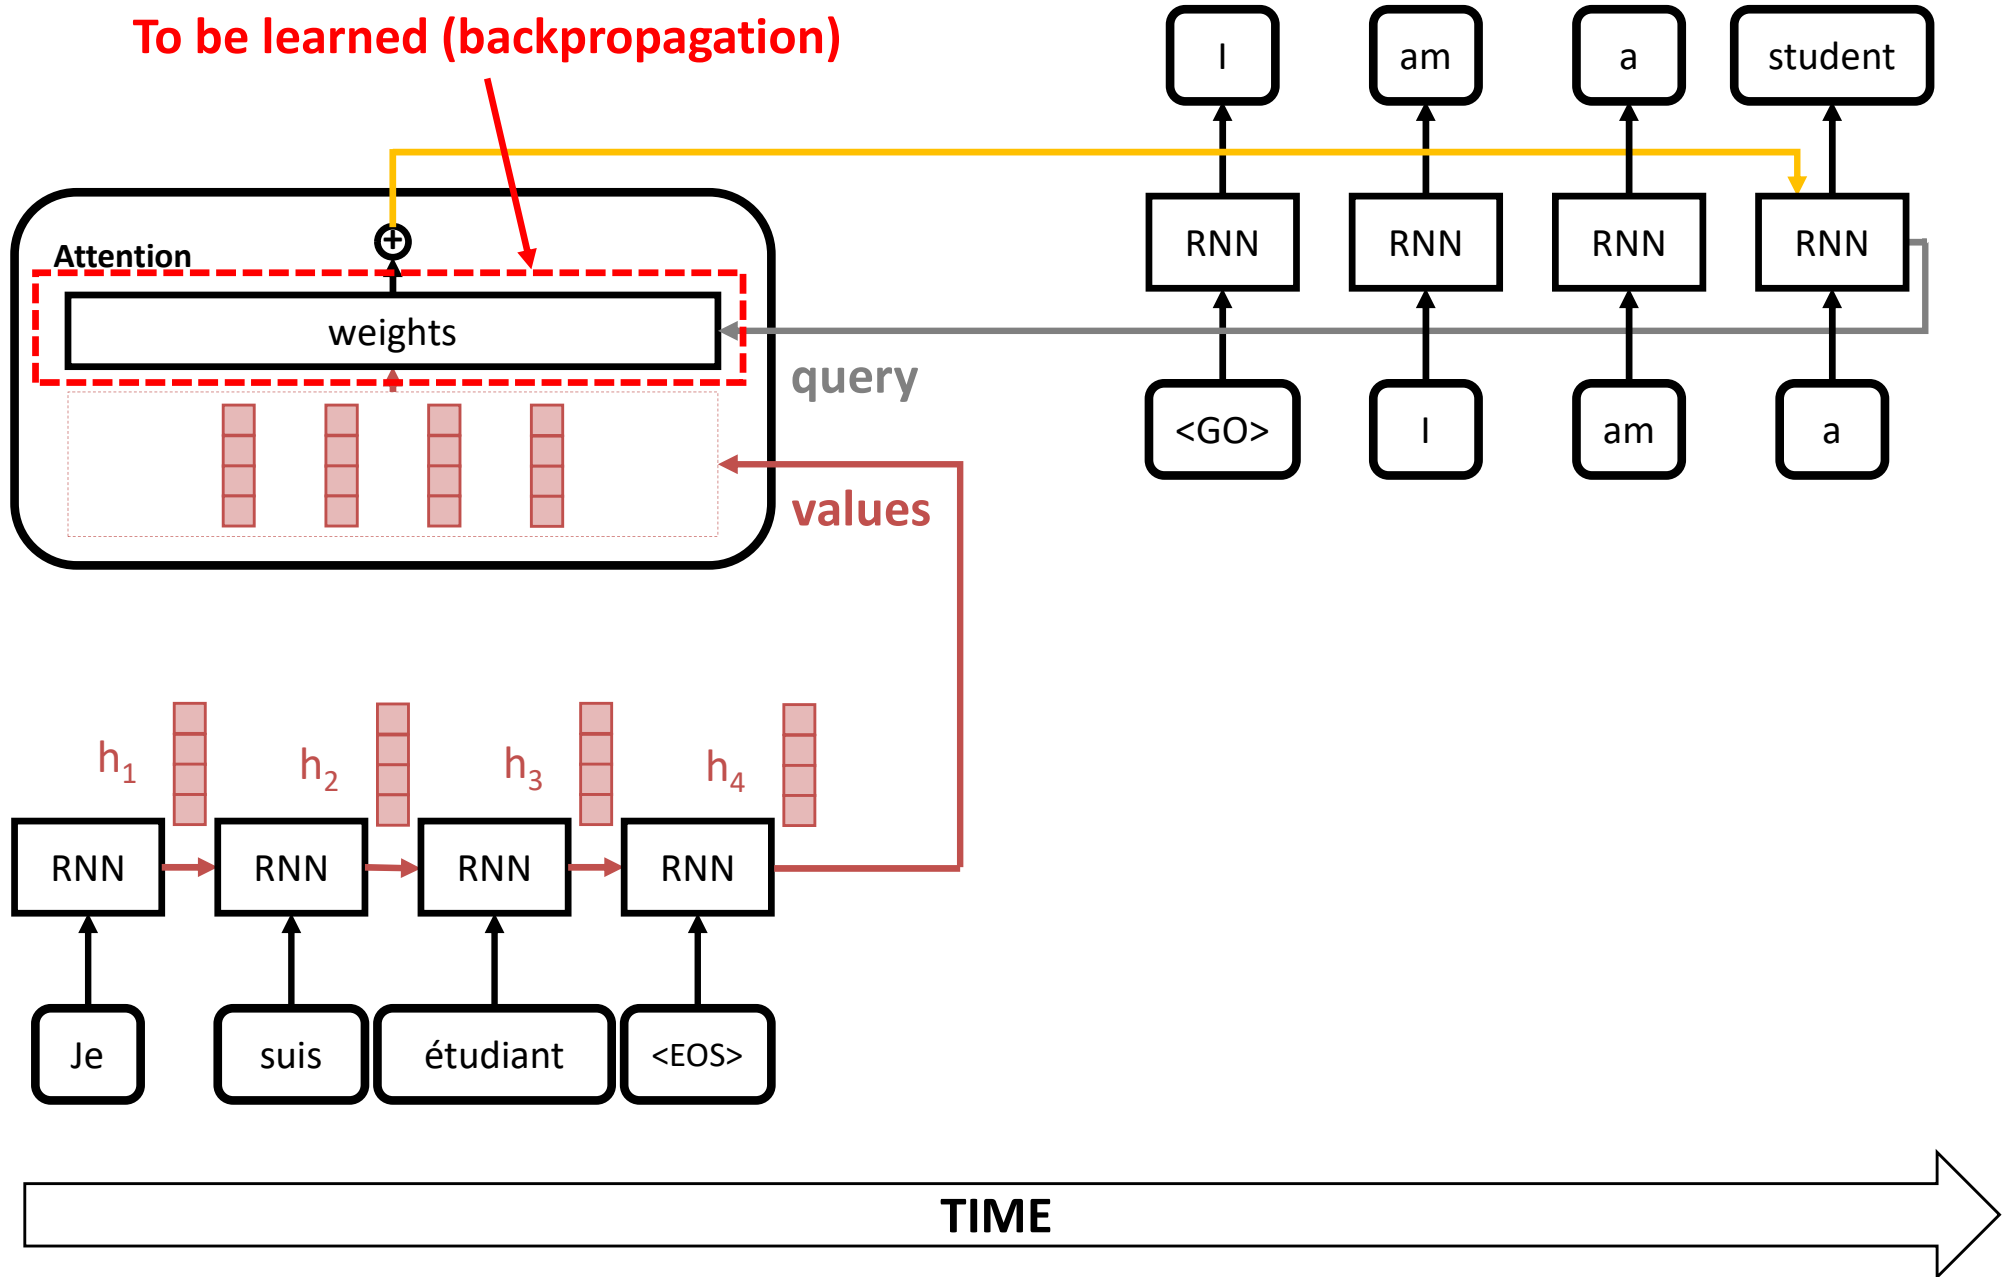 To be learned (backpropagation)
I am a student
Attention
+
RNN RNN RNN RNN
weights
query
<GO> I am a
values
h₁ h₂ h₃ h₄
RNN RNN RNN RNN
Je suis étudiant <EOS>
TIME